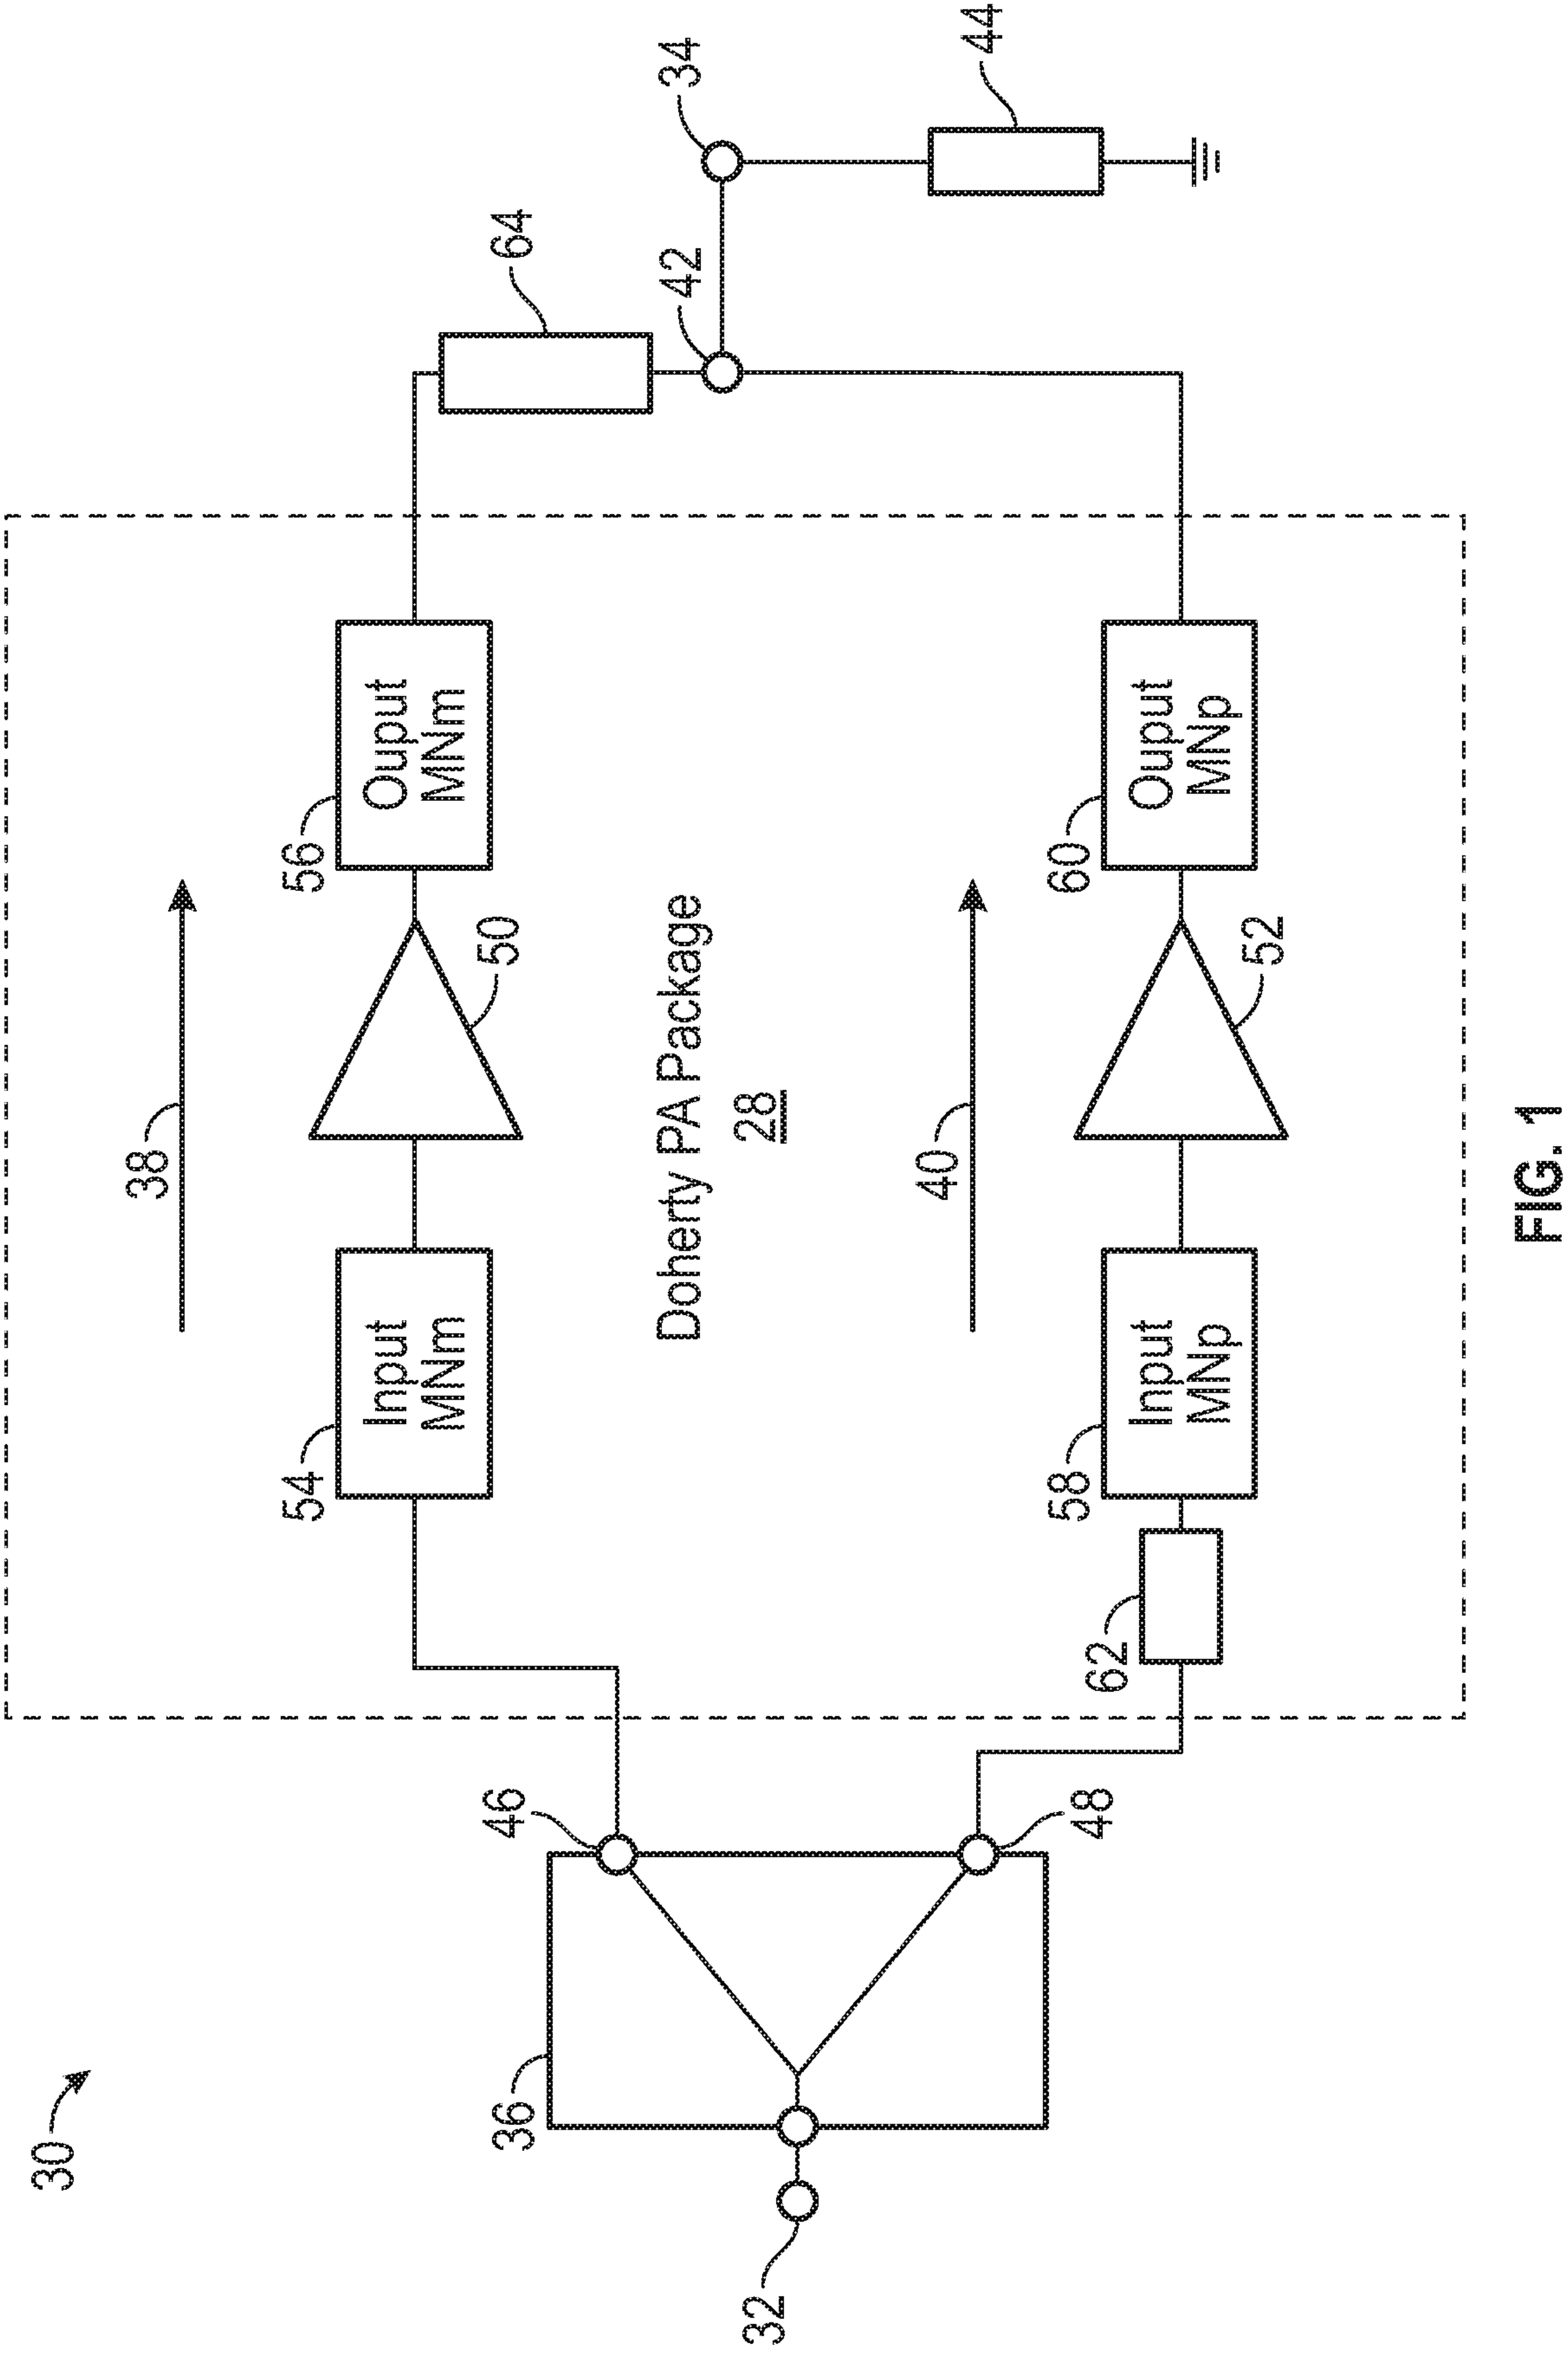 30
32
36
46
48
38
54
Input
MNm
50
56
Ouput
MNm
64
42
34
44
Doherty PA Package
28
40
62
58
Input
MNp
52
60
Ouput
MNp
FIG. 1